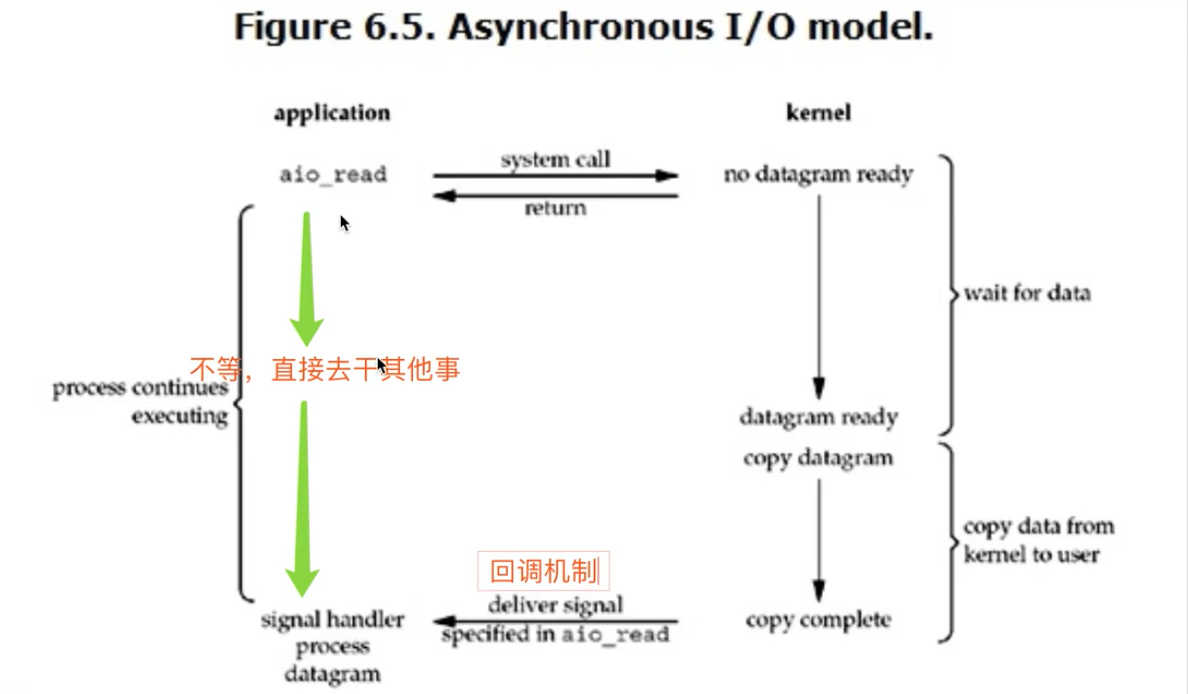 Figure 6.5. Asynchronous I/O model.
application
kernel
aio_read
system call
no datagram ready
return
wait for data
不等，直接去干其他事
process continues
executing
datagram ready
copy datagram
copy data from
kernel to user
回调机制
deliver signal
signal handler
specified in aio_read
copy complete
process
datagram